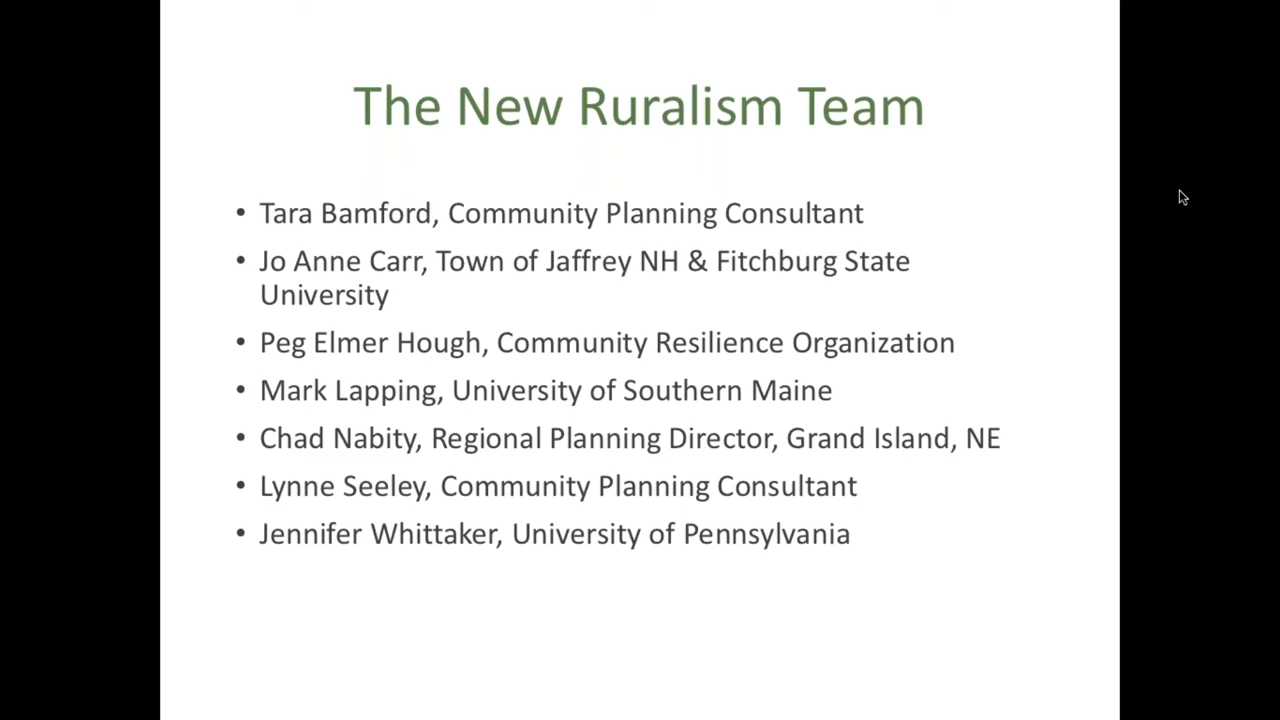 The New Ruralism Team
• Tara Bamford, Community Planning Consultant
• Jo Anne Carr, Town of Jaffrey NH & Fitchburg State
University
• Peg Elmer Hough, Community Resilience Organization
• Mark Lapping, University of Southern Maine
• Chad Nabity, Regional Planning Director, Grand Island, NE
• Lynne Seeley, Community Planning Consultant
• Jennifer Whittaker, University of Pennsylvania